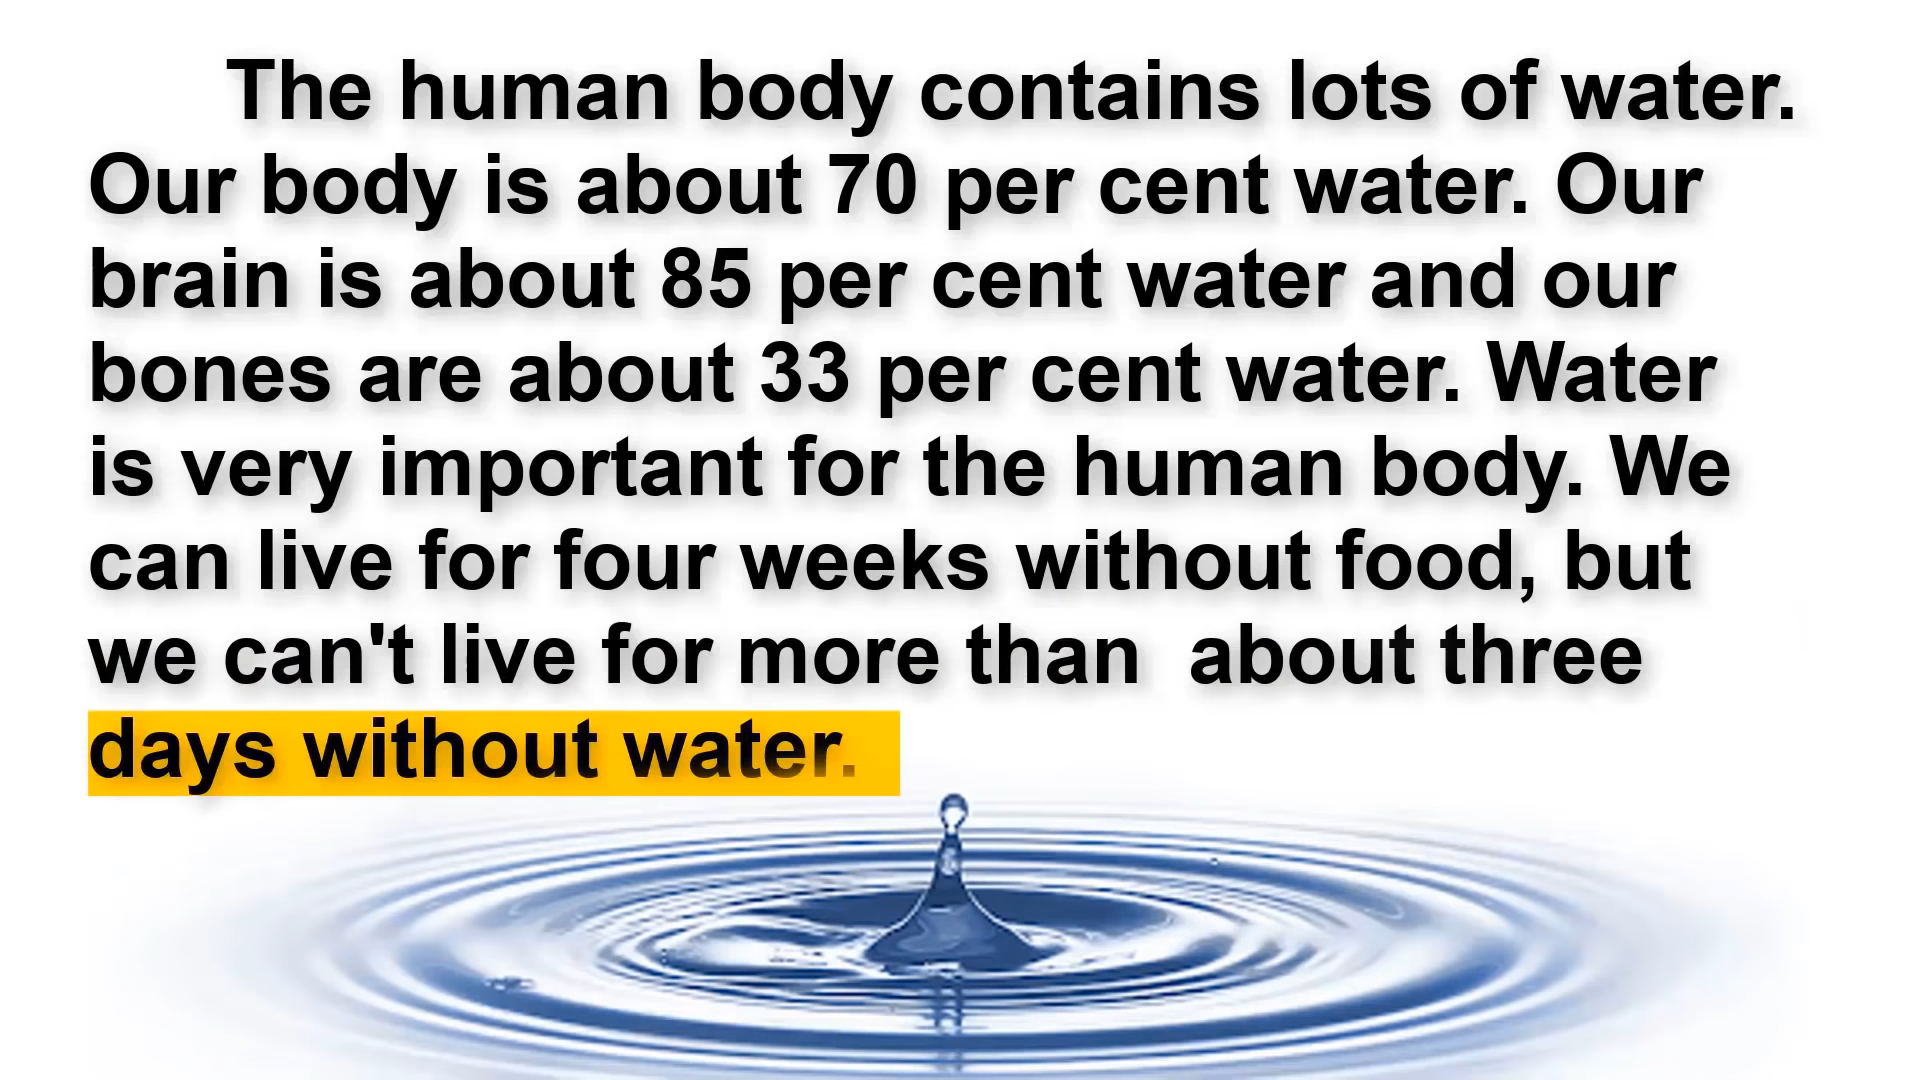 The human body contains lots of water.
Our body is about 70 per cent water. Our
brain is about 85 per cent water and our
bones are about 33 per cent water. Water
is very important for the human body. We
can live for four weeks without food, but
we can't live for more than  about three
days without water.